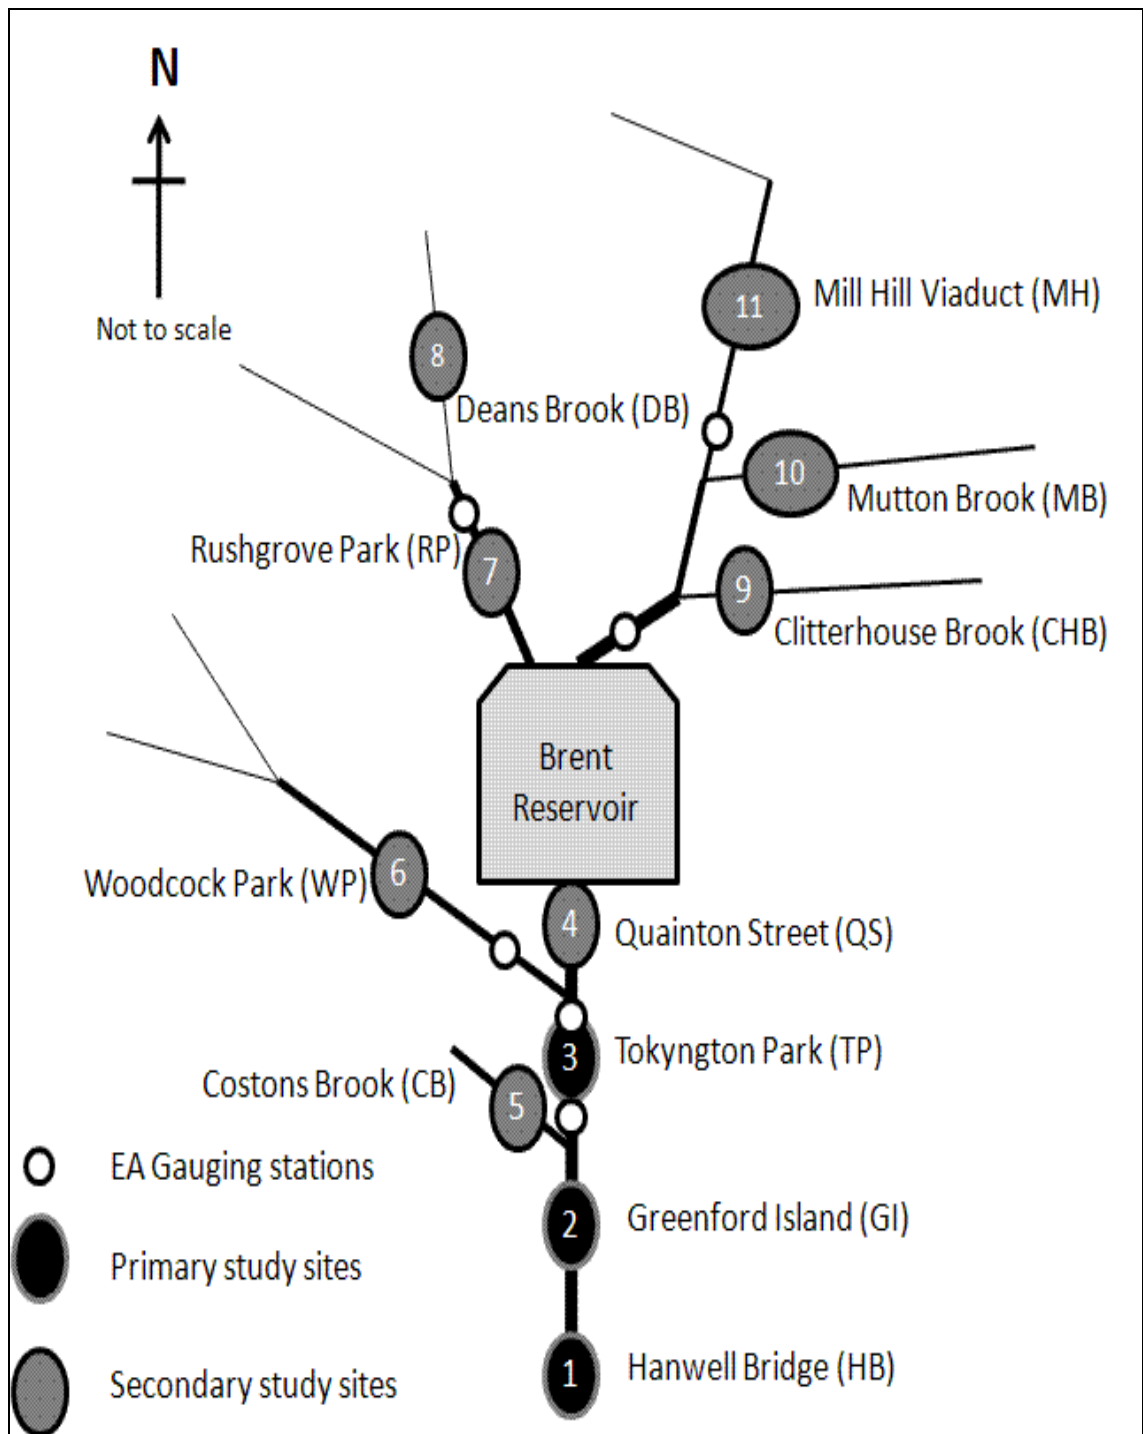 N
Not to scale
11
Mill Hill Viaduct (MH)
8
Deans Brook (DB)
10
Mutton Brook (MB)
Rushgrove Park (RP)
7
9
Clitterhouse Brook (CHB)
Brent
Reservoir
Woodcock Park (WP)
6
4
Quainton Street (QS)
3
Tokyngton Park (TP)
Costons Brook (CB)
5
EA Gauging stations
2
Greenford Island (GI)
Primary study sites
1
Hanwell Bridge (HB)
Secondary study sites